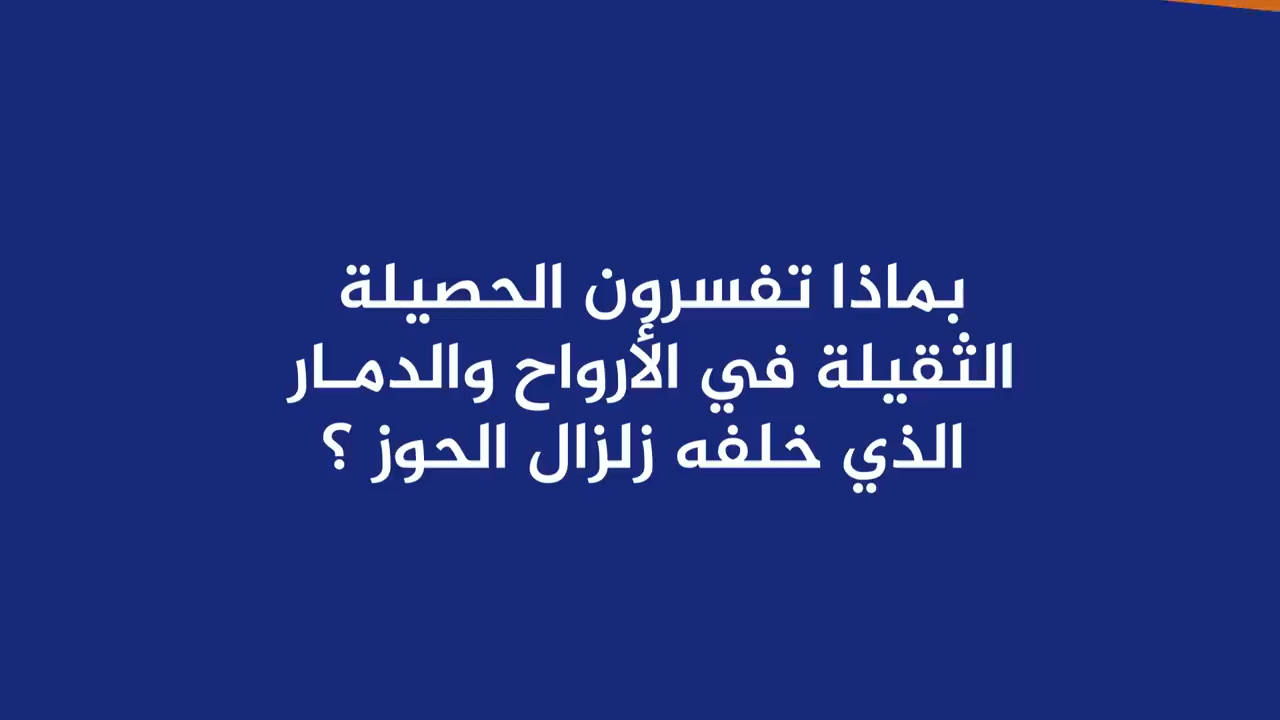 بماذا تفسرون الحصيلة
الثقيلة في الأرواح والدمـار
الذي خلفه زلزال الحوز ؟